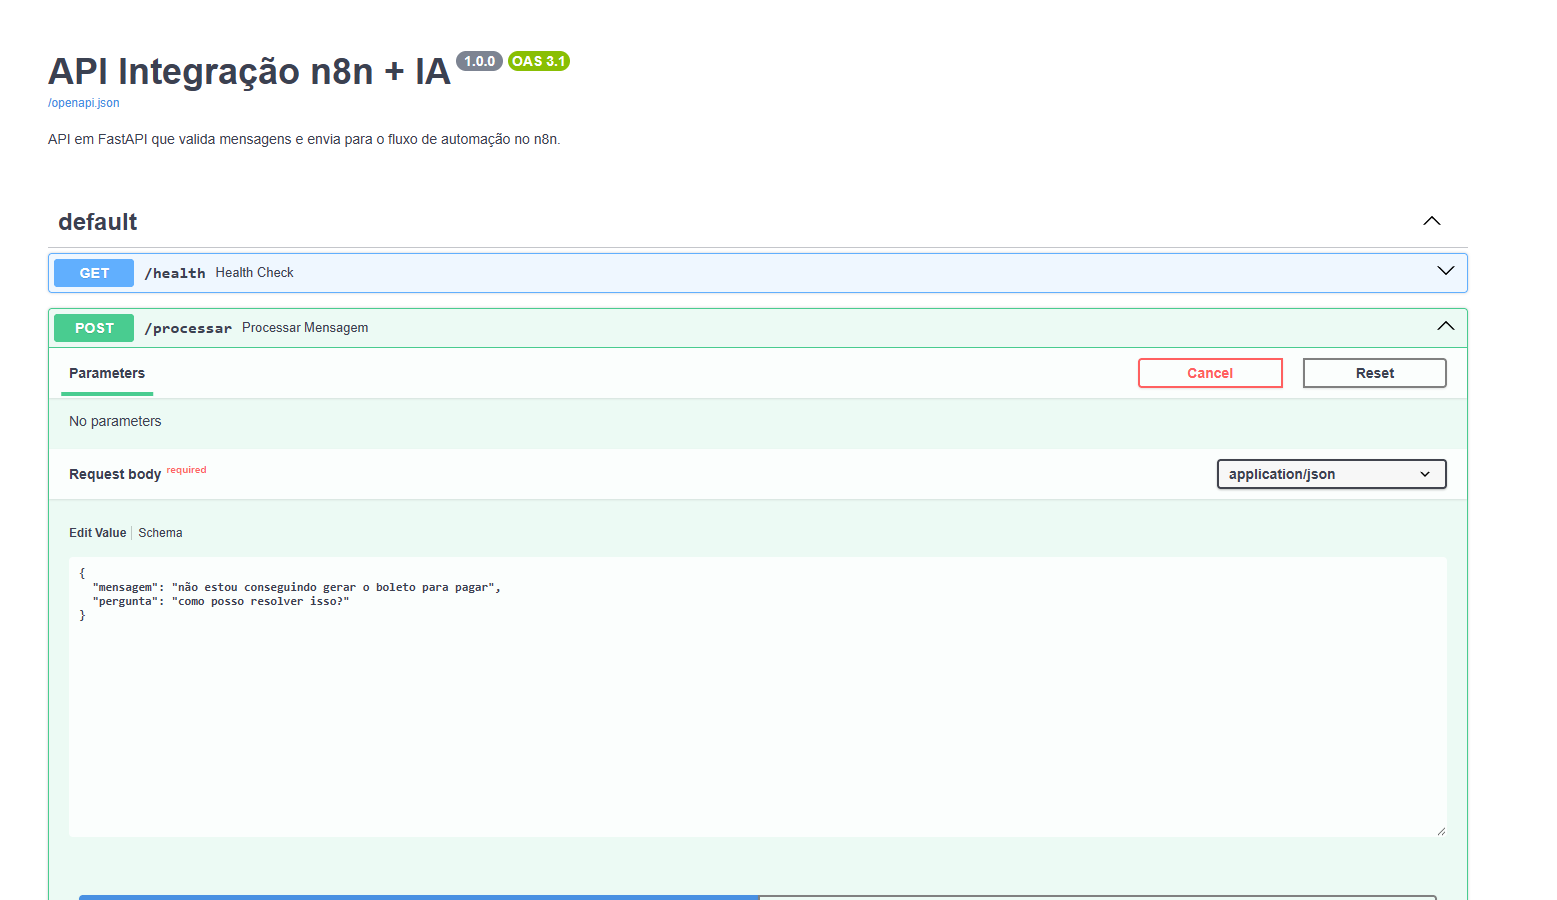 API Integração n8n + IA 1.0.0 OAS 3.1
/openapi.json
API em FastAPI que valida mensagens e envia para o fluxo de automação no n8n.
default
GET /health Health Check
POST /processar Processar Mensagem
Parameters Cancel Reset
No parameters
Request body required application/json
Edit Value Schema
{
"mensagem": "não estou conseguindo gerar o boleto para pagar",
"pergunta": "como posso resolver isso?"
}